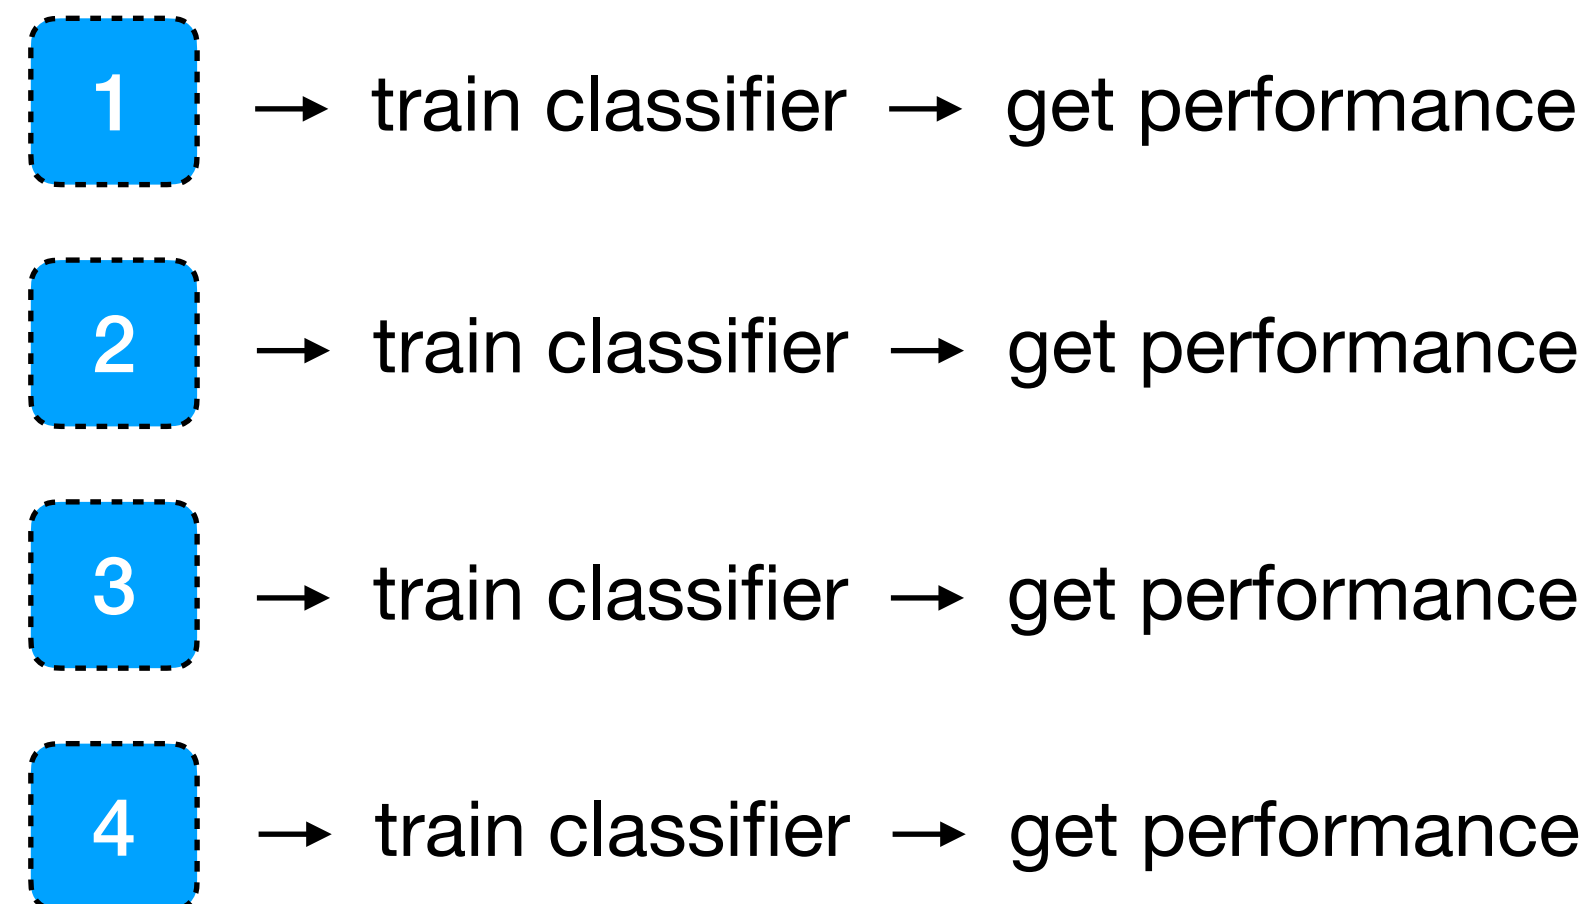 1 → train classifier → get performance
2 → train classifier → get performance
3 → train classifier → get performance
4 → train classifier → get performance